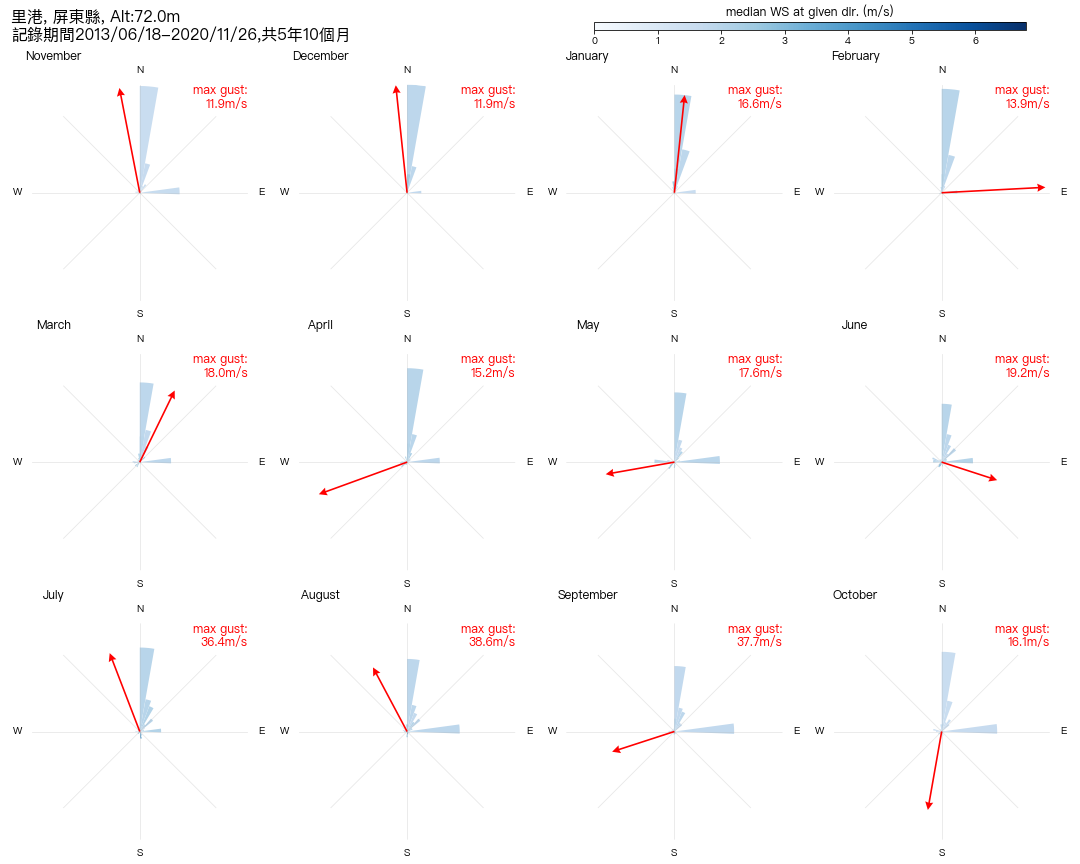 里港, 屏東縣, Alt:72.0m
記錄期間2013/06/18–2020/11/26,共5年10個月
median WS at given dir. (m/s)
0 1 2 3 4 5 6
November
N
max gust:
11.9m/s
W E
S
December
N
max gust:
11.9m/s
W E
January
N
max gust:
16.6m/s
W E
February
N
max gust:
13.9m/s
W E
S
March
N
max gust:
18.0m/s
W E
S
April
N
max gust:
15.2m/s
W E
S
May
N
max gust:
17.6m/s
W E
S
June
N
max gust:
19.2m/s
W E
S
July
N
max gust:
36.4m/s
W E
S
August
N
max gust:
38.6m/s
W E
S
September
N
max gust:
37.7m/s
W E
S
October
N
max gust:
16.1m/s
W E
S